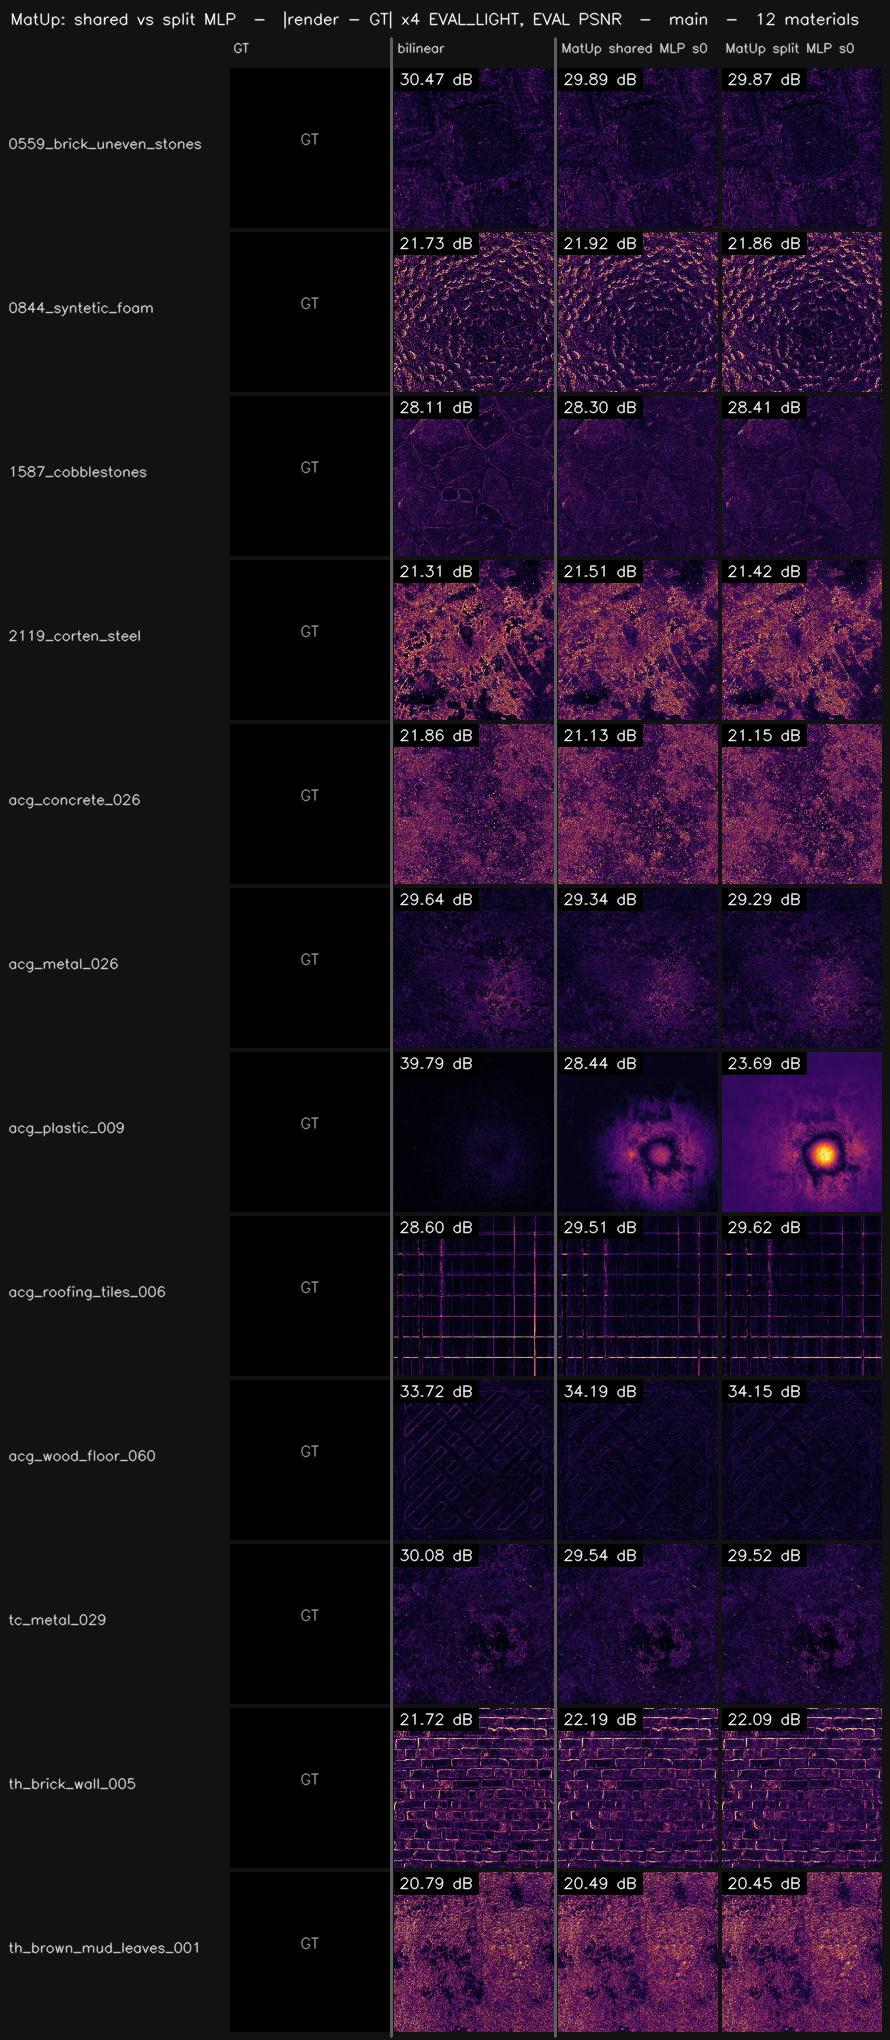 MatUp: shared vs split MLP – |render – GT| x4 EVAL_LIGHT, EVAL PSNR – main – 12 materials
GT bilinear MatUp shared MLP s0 MatUp split MLP s0
0559_brick_uneven_stones GT 30.47 dB 29.89 dB 29.87 dB
0844_syntetic_foam GT 21.73 dB 21.92 dB 21.86 dB
1587_cobblestones GT 28.11 dB 28.30 dB 28.41 dB
2119_corten_steel GT 21.31 dB 21.51 dB 21.42 dB
acg_concrete_026 GT 21.86 dB 21.13 dB 21.15 dB
acg_metal_026 GT 29.64 dB 29.34 dB 29.29 dB
acg_plastic_009 GT 39.79 dB 28.44 dB 23.69 dB
acg_roofing_tiles_006 GT 28.60 dB 29.51 dB 29.62 dB
acg_wood_floor_060 GT 33.72 dB 34.19 dB 34.15 dB
tc_metal_029 GT 30.08 dB 29.54 dB 29.52 dB
th_brick_wall_005 GT 21.72 dB 22.19 dB 22.09 dB
th_brown_mud_leaves_001 GT 20.79 dB 20.49 dB 20.45 dB